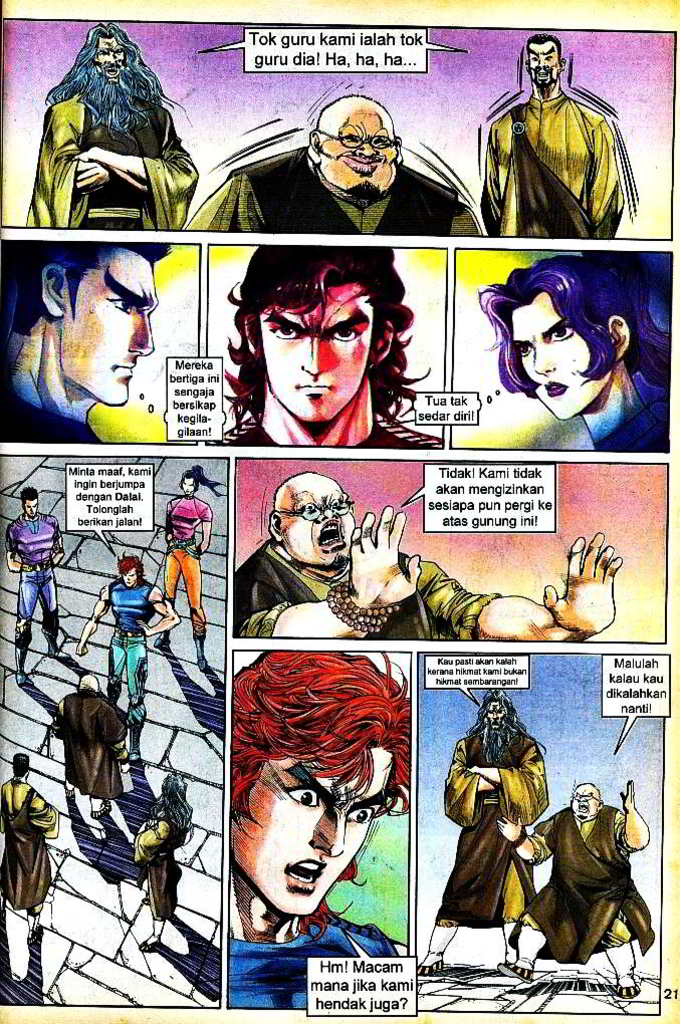 Tok guru kami ialah tok
guru dia! Ha, ha, ha...
Mereka
bertiga ini
sengaja
bersikap
kegila-
gilaan!
Tua tak
sedar diri!
Minta maaf, kami
ingin berjumpa
dengan Dalai.
Tolonglah
berikan jalan!
Tidak! Kami tidak
akan mengizinkan
sesiapa pun pergi ke
atas gunung ini!
Hm! Macam
mana jika kami
hendak juga?
Kau pasti akan kalah
kerana hikmat kami bukan
hikmat sembarangan!
Malulah
kalau kau
dikalahkan
nanti!
21